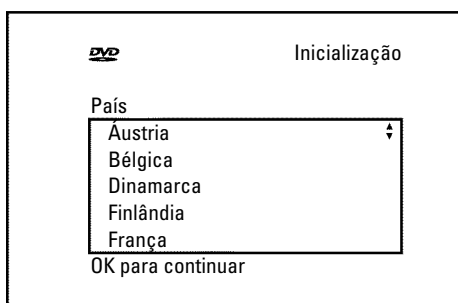 DVD Inicialização
País
Áustria
Bélgica
Dinamarca
Finlândia
França
OK para continuar